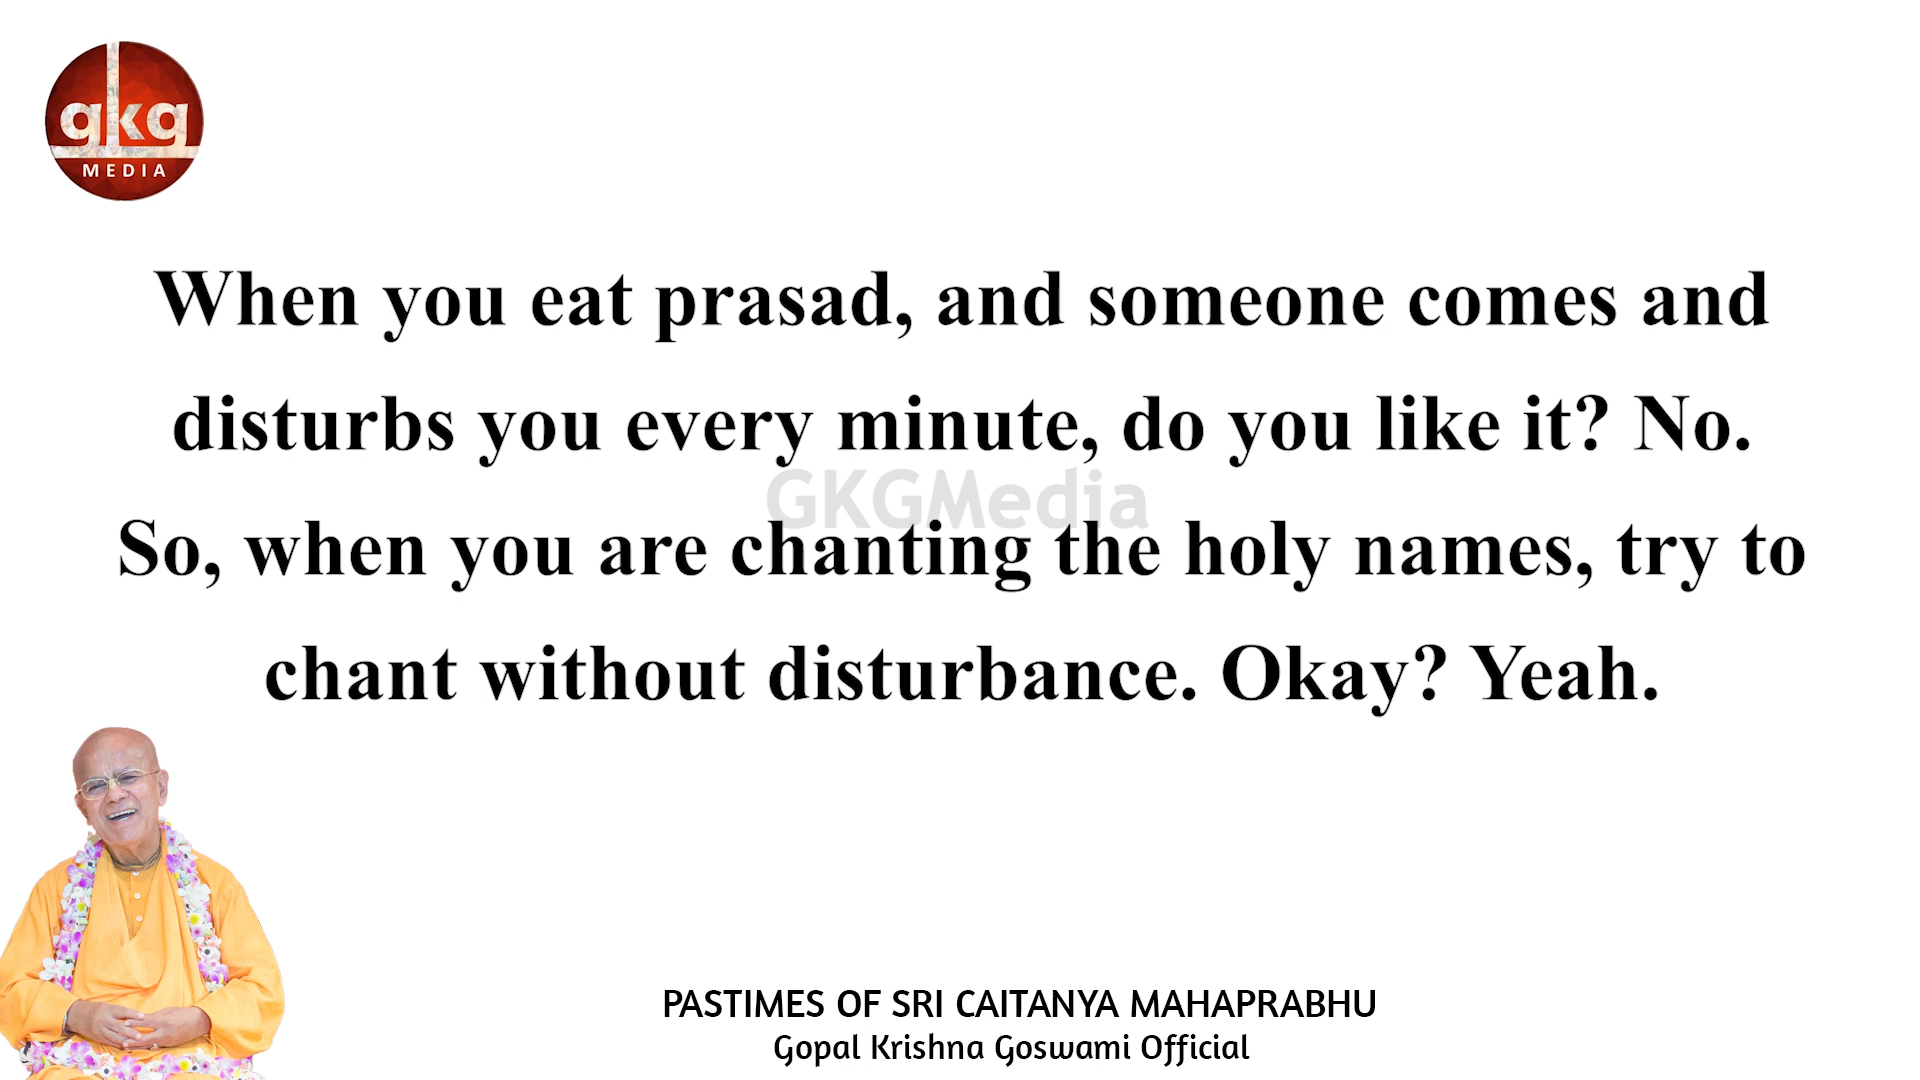 gkg
MEDIA
When you eat prasad, and someone comes and
disturbs you every minute, do you like it? No.
GKGMedia
So, when you are chanting the holy names, try to
chant without disturbance. Okay? Yeah.
PASTIMES OF SRI CAITANYA MAHAPRABHU
Gopal Krishna Goswami Official